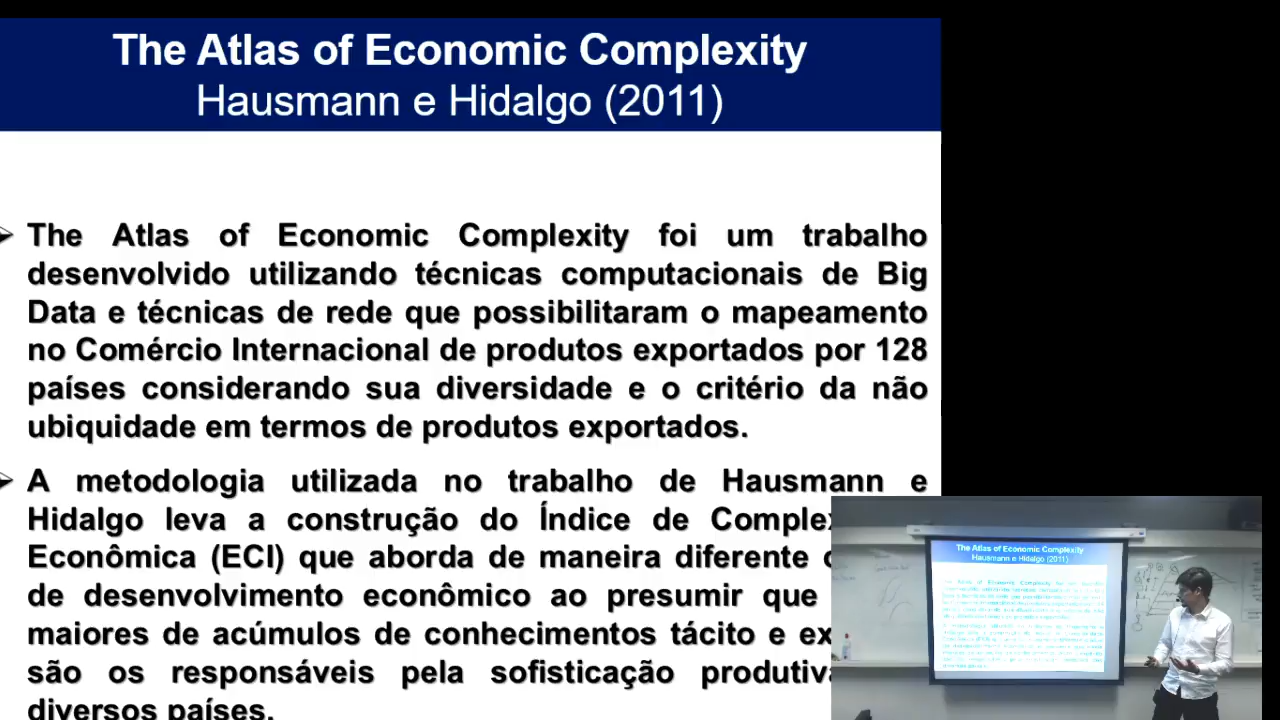 The Atlas of Economic Complexity
Hausmann e Hidalgo (2011)
The Atlas of Economic Complexity foi um trabalho
desenvolvido utilizando técnicas computacionais de Big
Data e técnicas de rede que possibilitaram o mapeamento
no Comércio Internacional de produtos exportados por 128
países considerando sua diversidade e o critério da não
ubiquidade em termos de produtos exportados.
A metodologia utilizada no trabalho de Hausmann e
Hidalgo leva a construção do Índice de
Econômica (ECI) que aborda de maneira diferente
de desenvolvimento econômico ao presumir que
maiores de acúmulos de conhecimentos tácito e
são os responsáveis pela sofisticação
diversos países.
The Atlas of Economic Complexity
Hausmann e Hidalgo (2011)